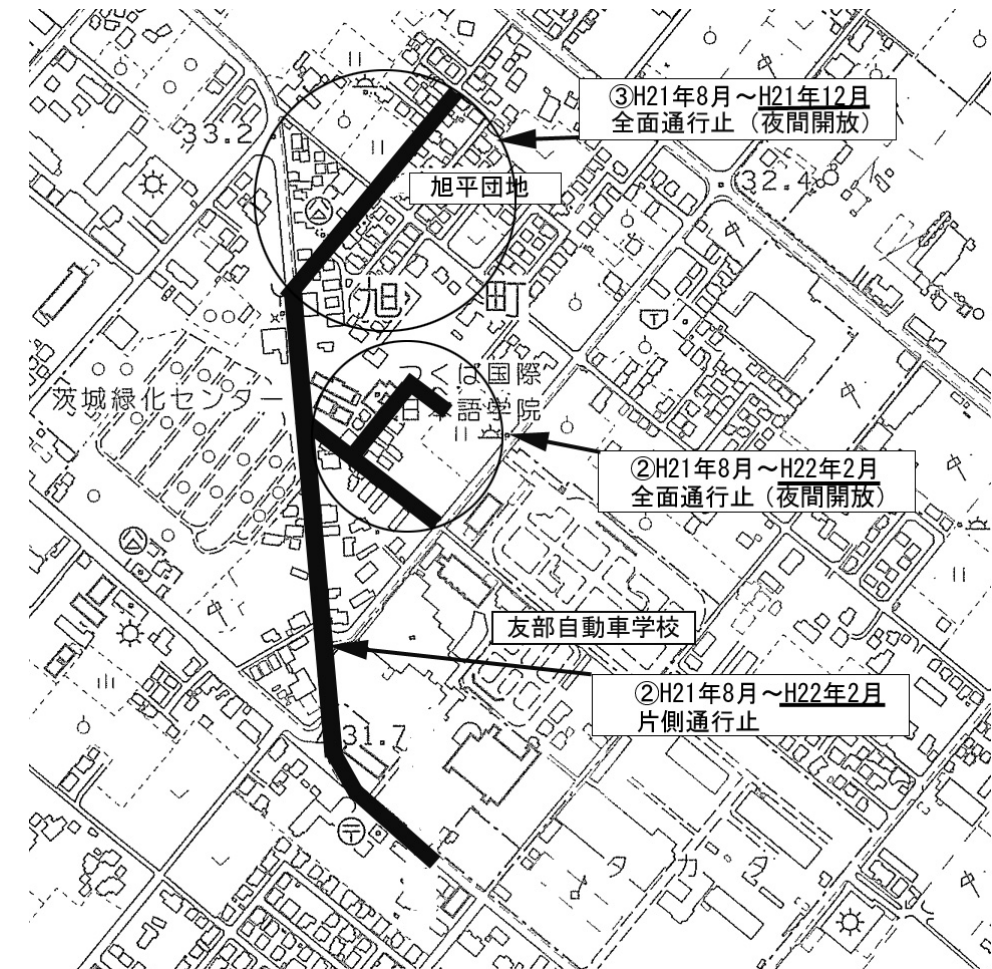 ③H21年8月～H21年12月
全面通行止（夜間開放）
33.2
旭平団地
32.4
旭町
つくば国際
日本語学院
茨城緑化センター
②H21年8月～H22年2月
全面通行止（夜間開放）
友部自動車学校
②H21年8月～H22年2月
片側通行止
31.7